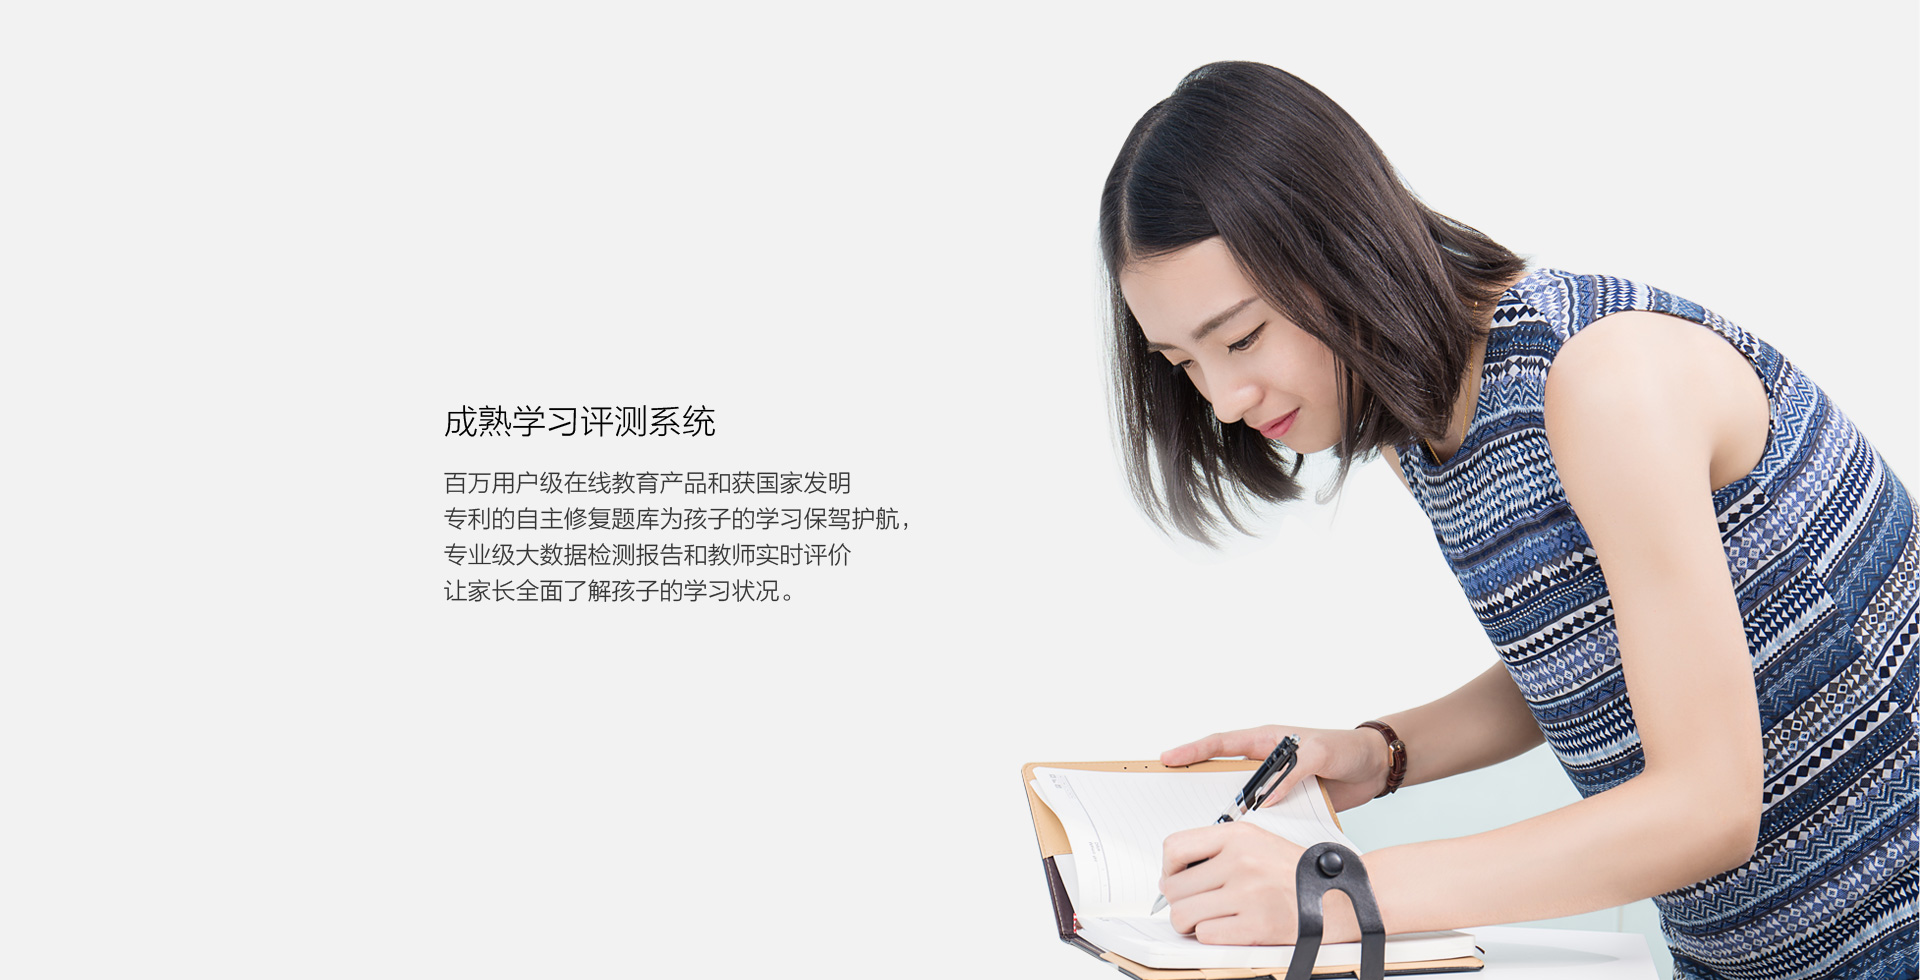 成熟学习评测系统
百万用户级在线教育产品和获国家发明
专利的自主修复题库为孩子的学习保驾护航，
专业级大数据检测报告和教师实时评价
让家长全面了解孩子的学习状况。